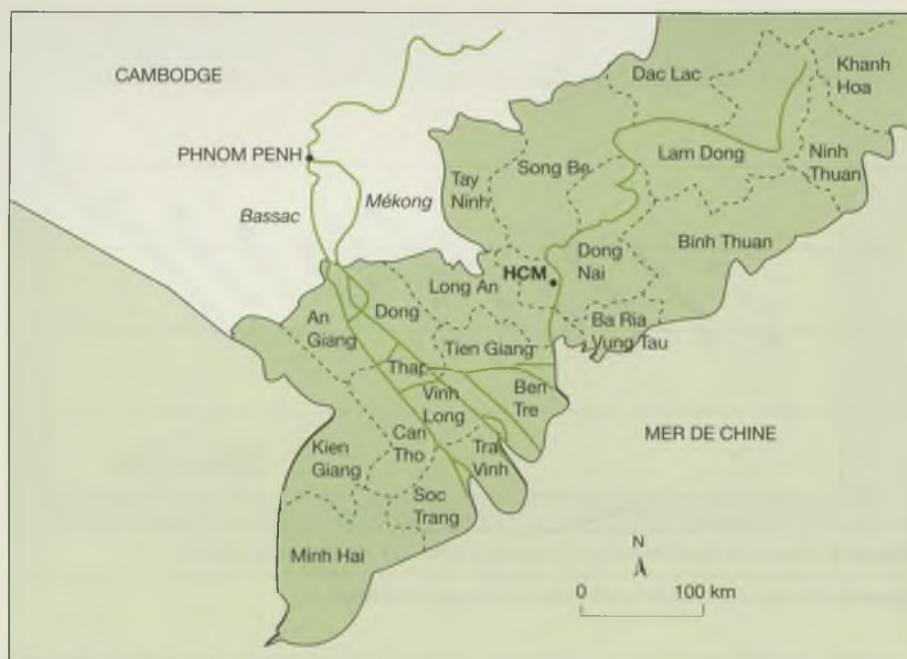 CAMBODGE
PHNOM PENH
Bassac
Mékong
Dac Lac
Khanh
Hoa
Lam Dong
Ninh
Thuan
Song Be
Tay
Ninh
Binh Thuan
Dong
Nai
HCM
Long An
Ba Ria
Vung Tau
An
Giang
Dong
Thap
Tien Giang
Ben
Tre
Vinh
Long
MER DE CHINE
Can
Tho
Tra
Vinh
Kien
Giang
Soc
Trang
Minh Hai
N
0 100 km